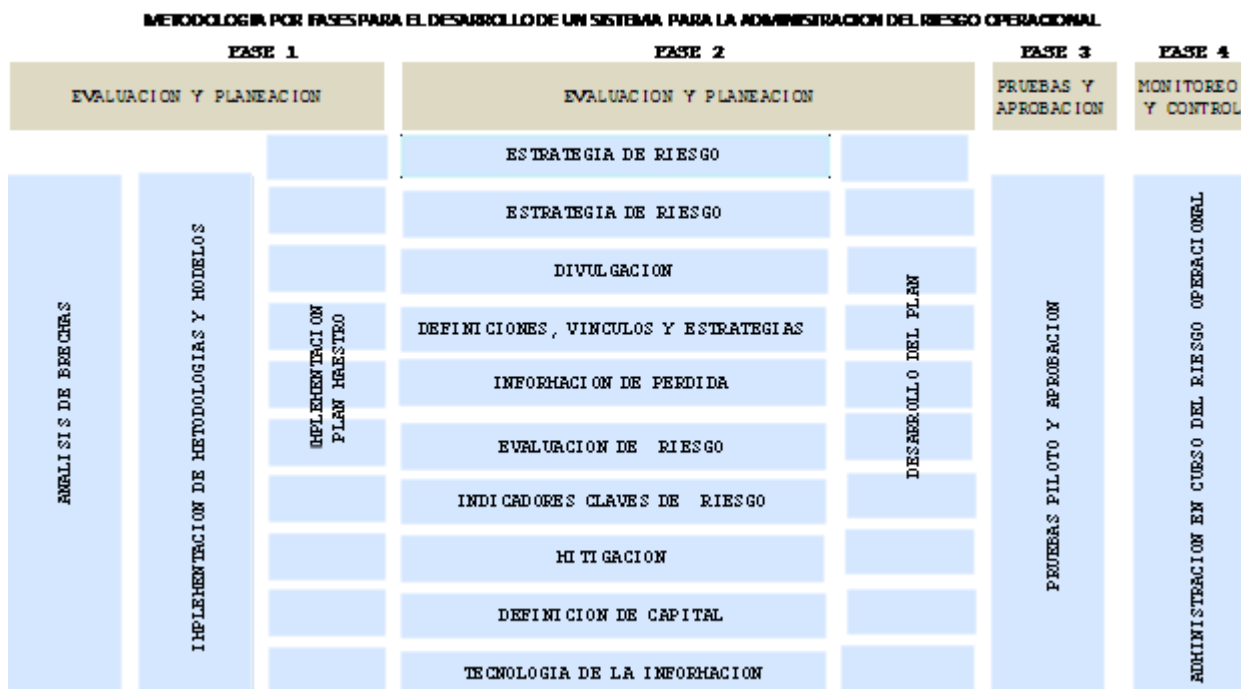 METODOLOGIA POR FASES PARA EL DESARROLLO DE UN SISTEMA PARA LA ADMINISTRACION DEL RIESGO OPERACIONAL
FASE 1
FASE 2
FASE 3
FASE 4
EVALUACION Y PLANEACION
EVALUACION Y PLANEACION
PRUEBAS Y
APROBACION
MONITOREO
Y CONTROL
ANALISIS DE BRECHAS
IMPLEMENTACION DE METODOLOGIAS Y MODELOS
IMPLEMENTACION
PLAN MAESTRO
ESTRATEGIA DE RIESGO
ESTRATEGIA DE RIESGO
DIVULGACION
DEFINICIONES, VINCULOS Y ESTRATEGIAS
INFORMACION DE PERDIDA
EVALUACION DE RIESGO
INDICADORES CLAVES DE RIESGO
MITIGACION
DEFINICION DE CAPITAL
TECNOLOGIA DE LA INFORMACION
DESARROLLO DEL PLAN
PRUEBAS PILOTO Y APROBACION
ADMINISTRACION EN CURSO DEL RIESGO OPERACIONAL